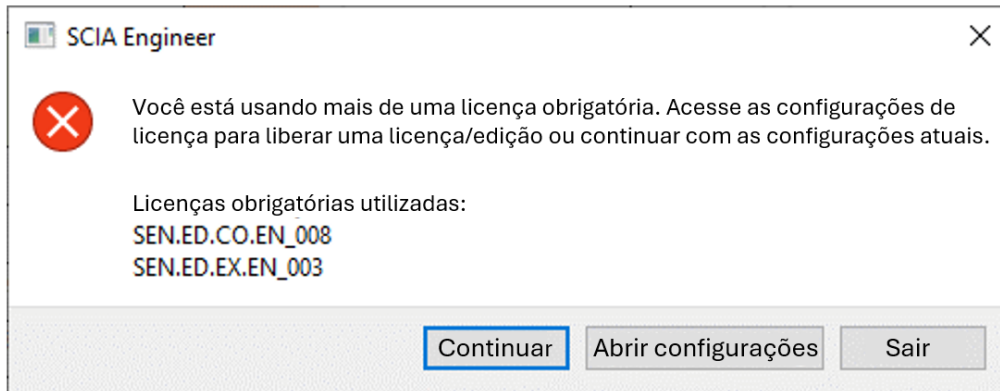 SCIA Engineer
Você está usando mais de uma licença obrigatória. Acesse as configurações de
licença para liberar uma licença/edição ou continuar com as configurações atuais.
Licenças obrigatórias utilizadas:
SEN.ED.CO.EN_008
SEN.ED.EX.EN_003
Continuar Abrir configurações Sair